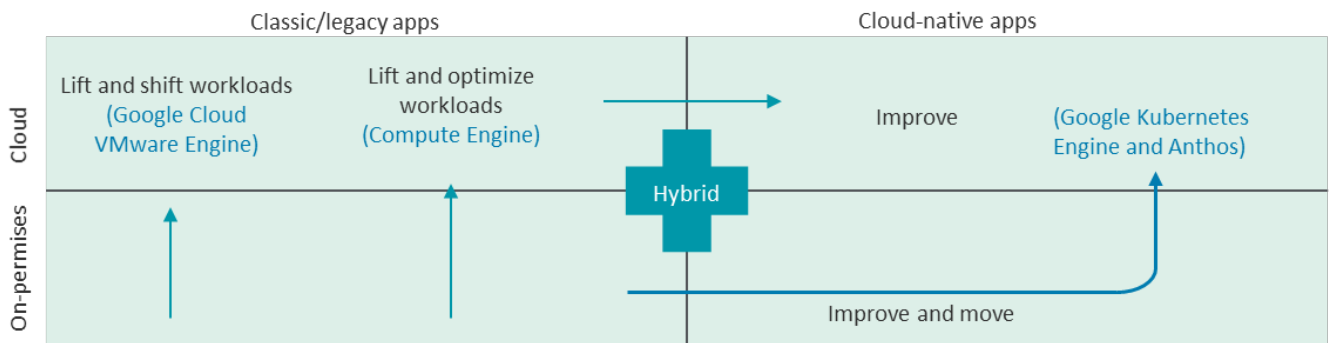 Classic/legacy apps
Cloud-native apps
Cloud
Lift and shift workloads
(Google Cloud
VMware Engine)
Lift and optimize
workloads
(Compute Engine)
Improve
(Google Kubernetes
Engine and Anthos)
Hybrid
On-permises
Improve and move